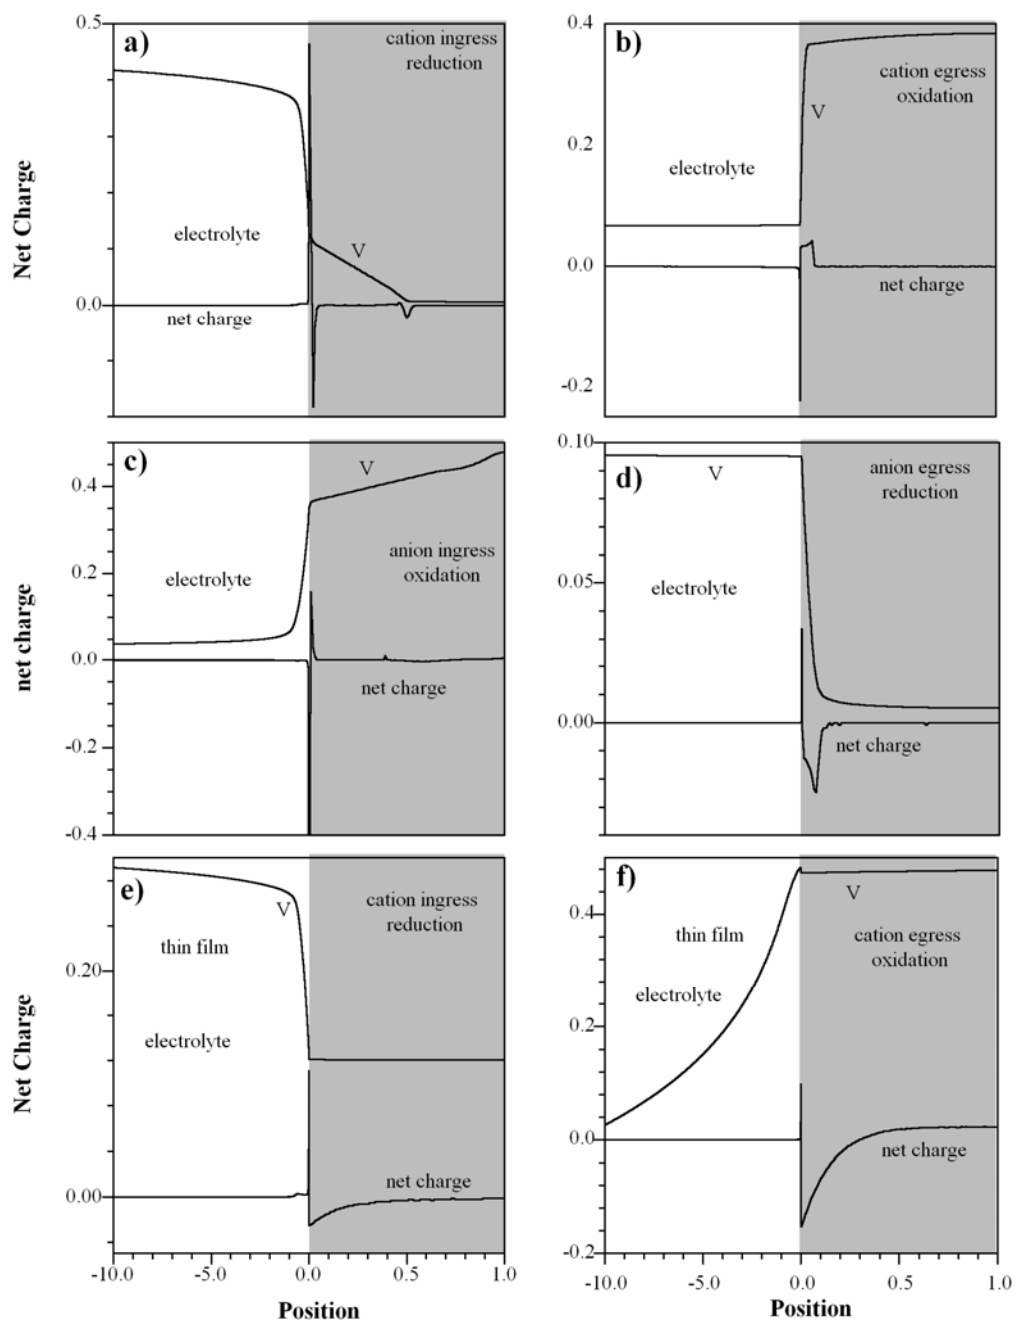 a)
cation ingress
reduction
0.5
Net Charge
electrolyte
V
0.0
net charge
b)
0.4
cation egress
oxidation
V
0.2
electrolyte
0.0
net charge
-0.2
c)
V
0.4
anion ingress
oxidation
electrolyte
0.2
net charge
0.0
net charge
-0.2
-0.4
d)
0.10
anion egress
reduction
V
0.05
electrolyte
0.00
net charge
e)
cation ingress
reduction
V
thin film
0.20
electrolyte
Net Charge
net charge
0.00
-10.0 -5.0 0.0 0.5 1.0
Position
f)
V
0.4
thin film
cation egress
oxidation
electrolyte
0.2
0.0
net charge
-0.2
-10.0 -5.0 0.0 0.5 1.0
Position